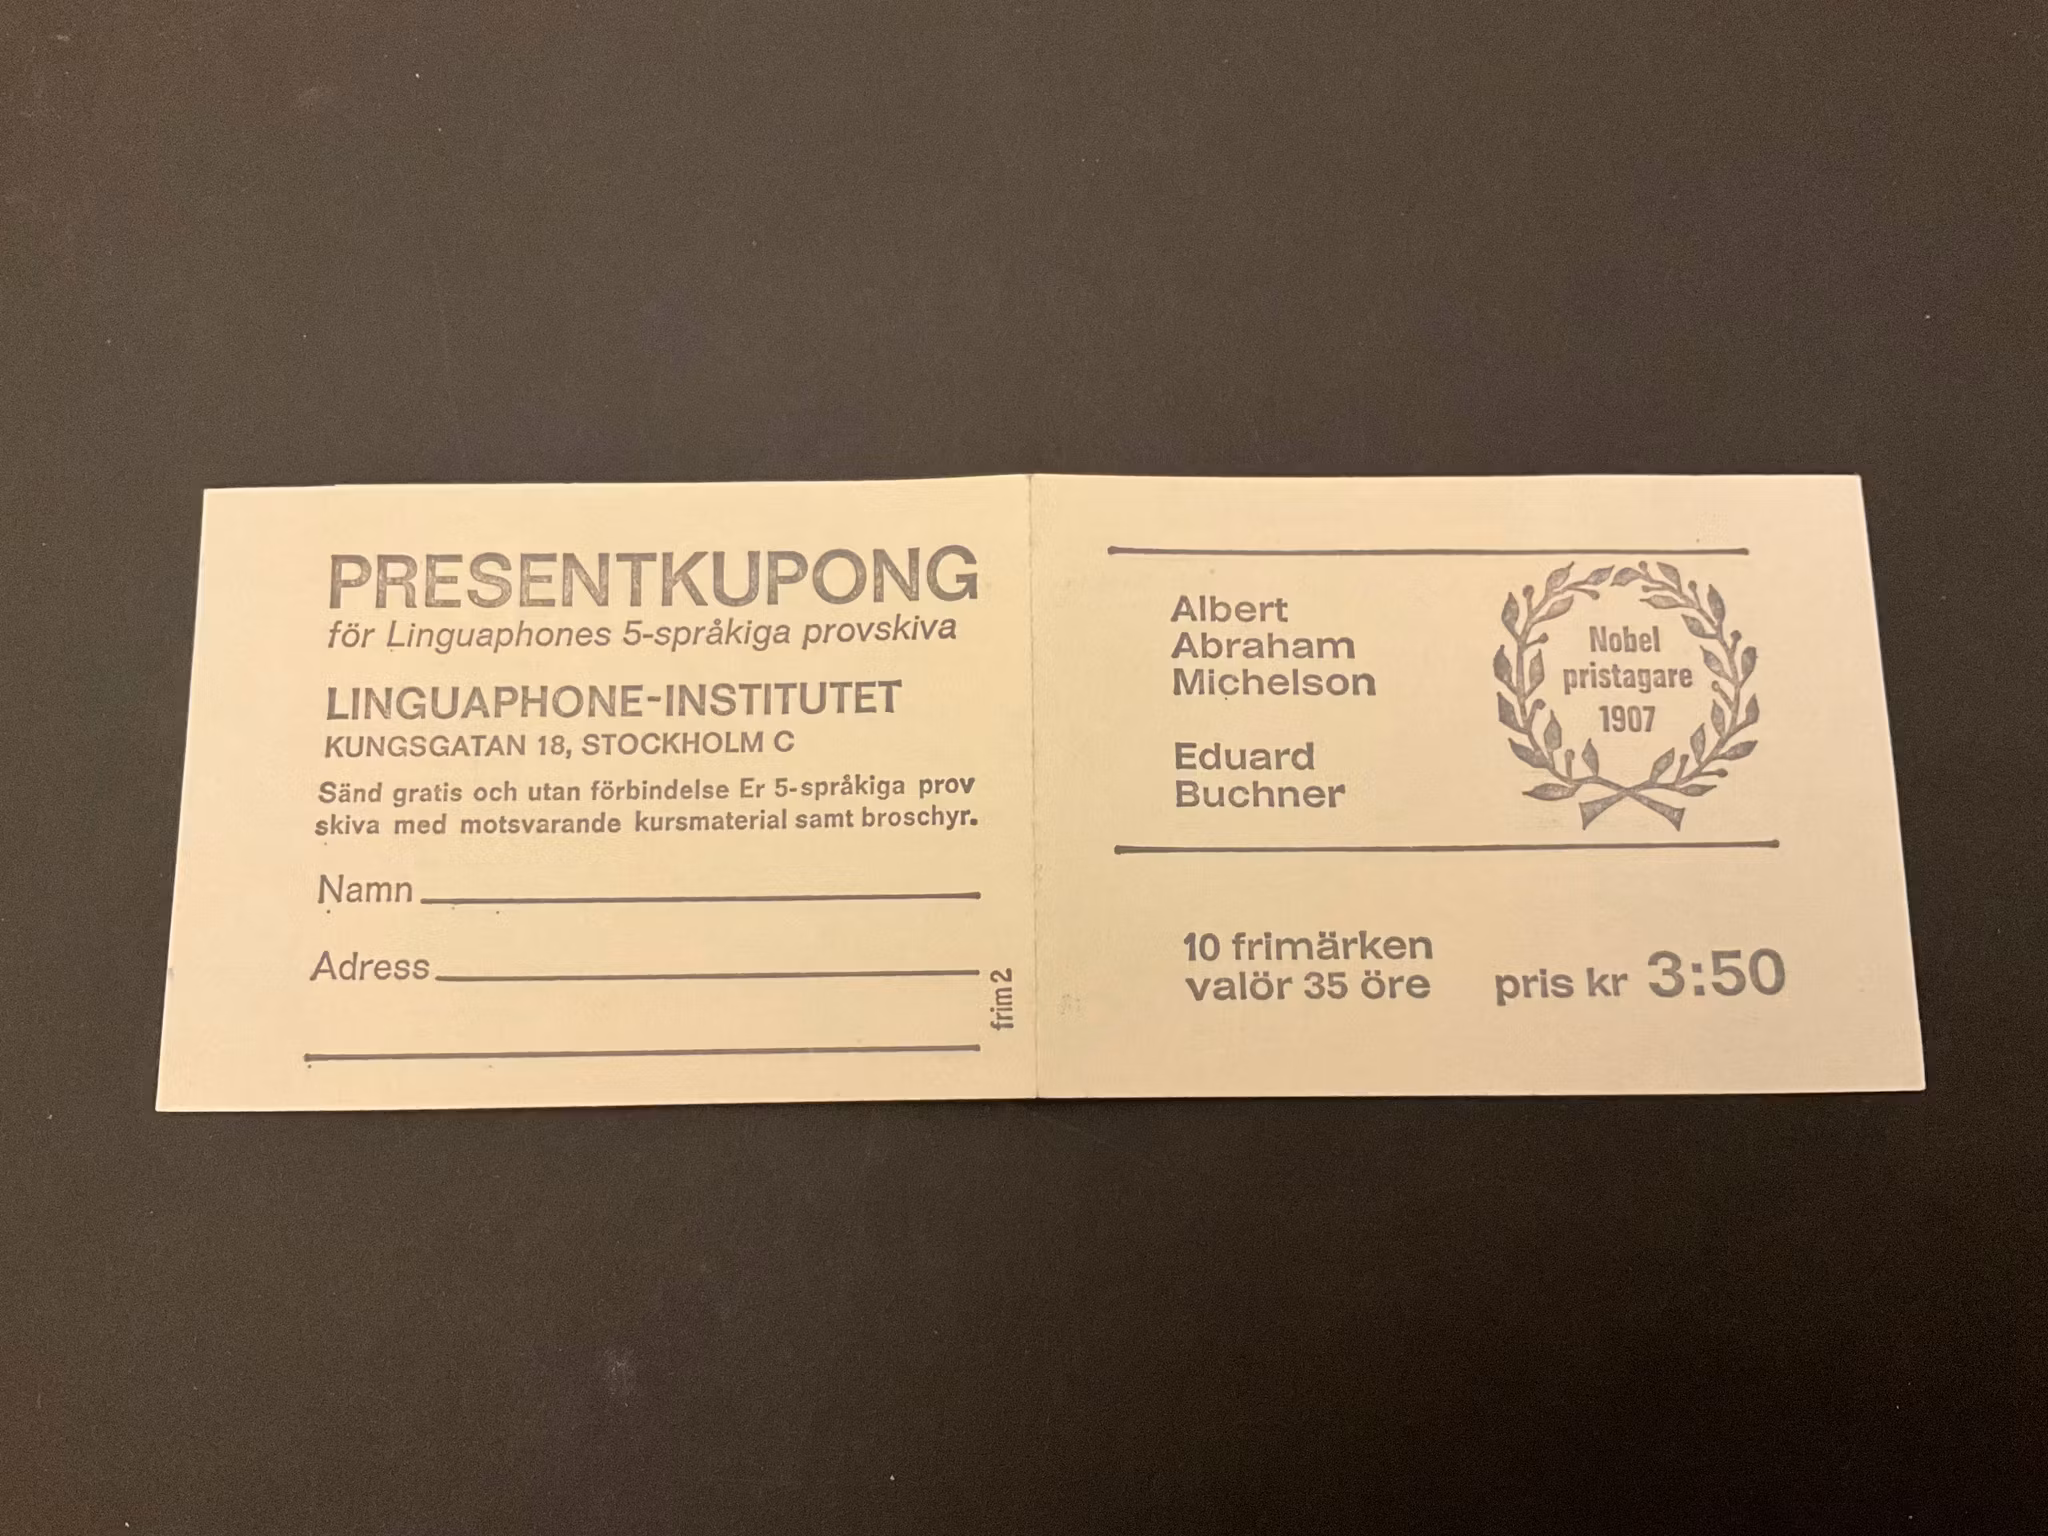 PRESENTKUPONG
för Linguaphones 5-språkiga provskiva
LINGUAPHONE-INSTITUTET
KUNGSGATAN 18, STOCKHOLM C
Sänd gratis och utan förbindelse Er 5-språkiga prov
skiva med motsvarande kursmaterial samt broschyr.
Namn
Adress
frim2
Albert
Abraham
Michelson
Eduard
Buchner
Nobel
pristagare
1907
10 frimärken
valör 35 öre
pris kr 3:50